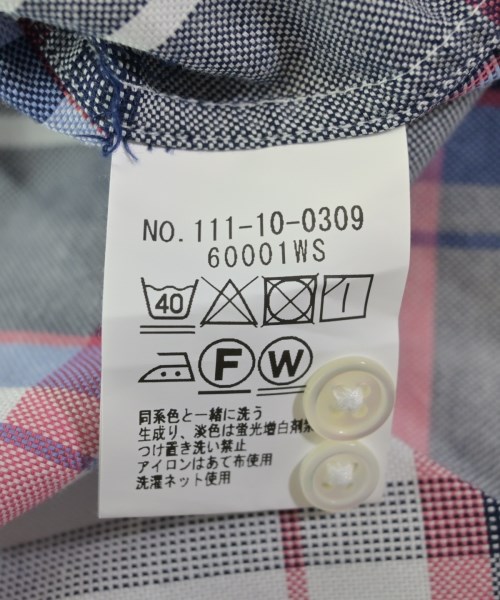 NO. 111-10-0309
60001WS
40
F W
同系色と一緒に洗う
生成り、淡色は蛍光増白剤
つけ置き洗い禁止
アイロンはあて布使用
洗濯ネット使用